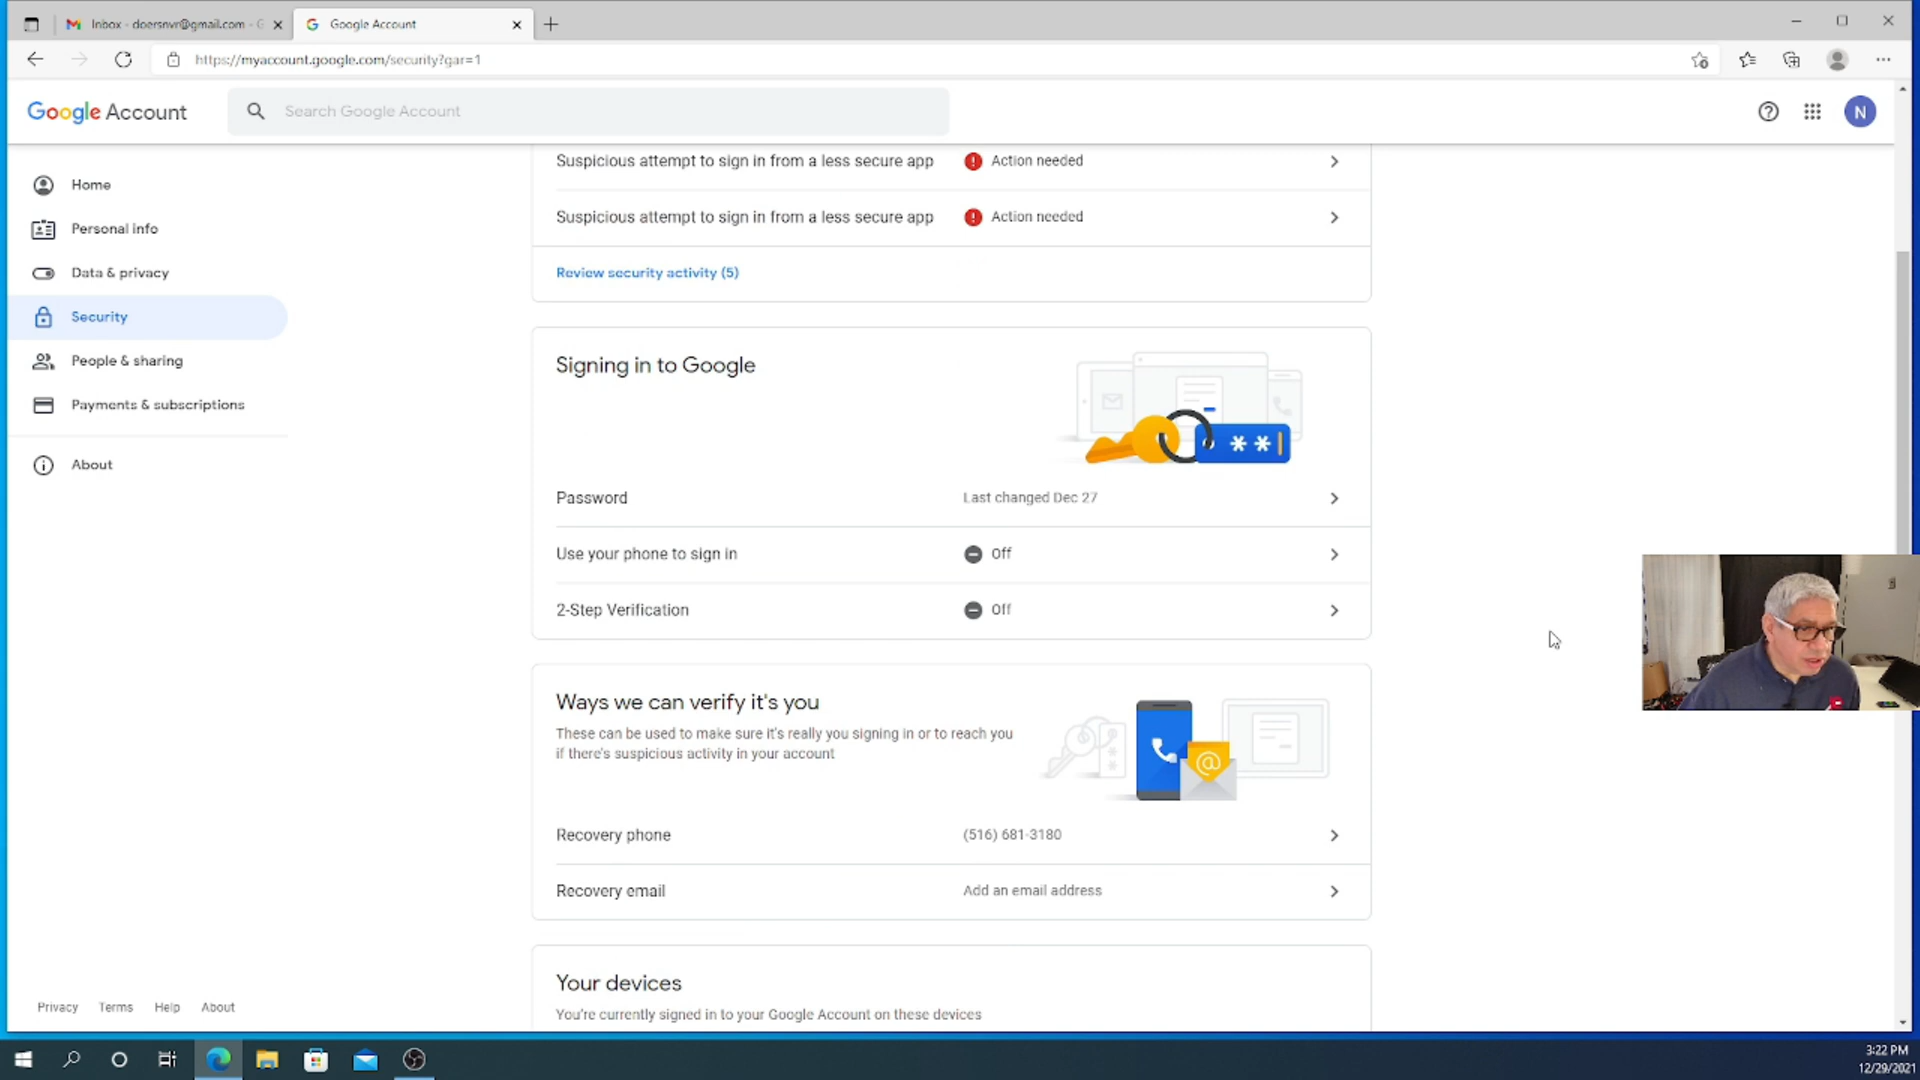 Inbox - doersnvr@gmail.com - G
Google Account
https://myaccount.google.com/security?gar=1
Google Account
Search Google Account
N
Home
Personal info
Data & privacy
Security
People & sharing
Payments & subscriptions
About
Suspicious attempt to sign in from a less secure app
Action needed
Suspicious attempt to sign in from a less secure app
Action needed
Review security activity (5)
Signing in to Google
**
Password
Last changed Dec 27
Use your phone to sign in
Off
2-Step Verification
Off
Ways we can verify it's you
These can be used to make sure it's really you signing in or to reach you
if there's suspicious activity in your account
@
Recovery phone
(516) 681-3180
Recovery email
Add an email address
Your devices
You're currently signed in to your Google Account on these devices
Privacy
Terms
Help
About
3:22 PM
12/29/2021